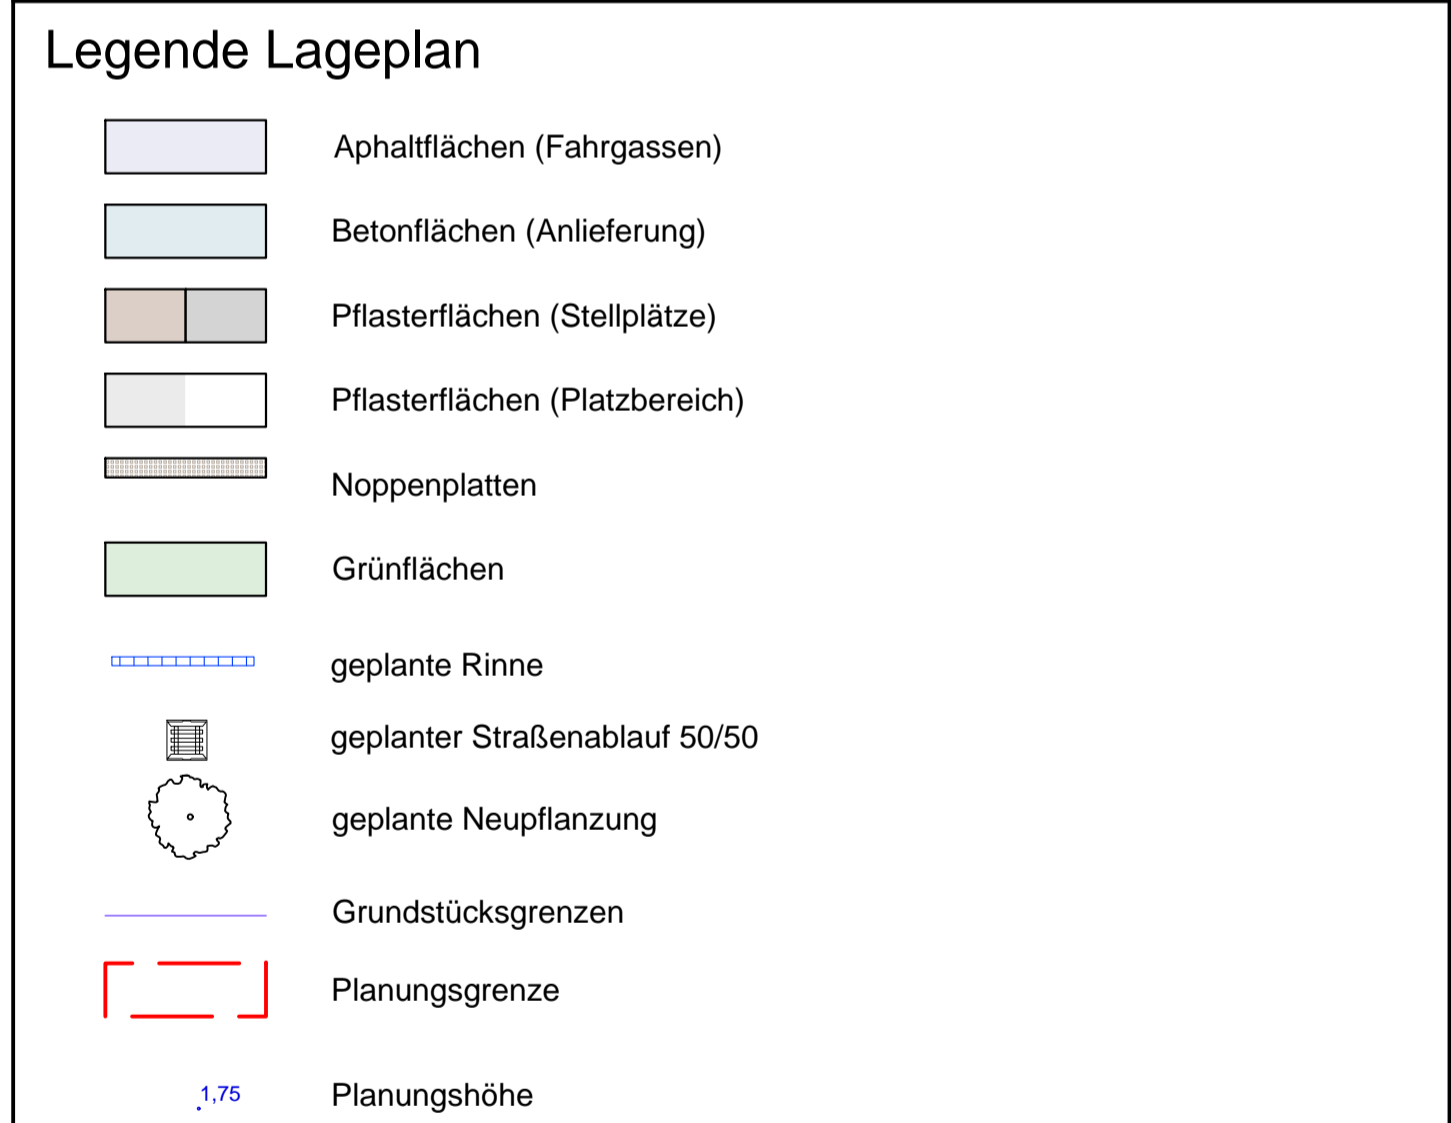 Legende Lageplan
Aphaltflächen (Fahrgassen)
Betonflächen (Anlieferung)
Pflasterflächen (Stellplätze)
Pflasterflächen (Platzbereich)
Noppenplatten
Grünflächen
geplante Rinne
geplanter Straßenablauf 50/50
geplante Neupflanzung
Grundstücksgrenzen
Planungsgrenze
1,75 Planungshöhe